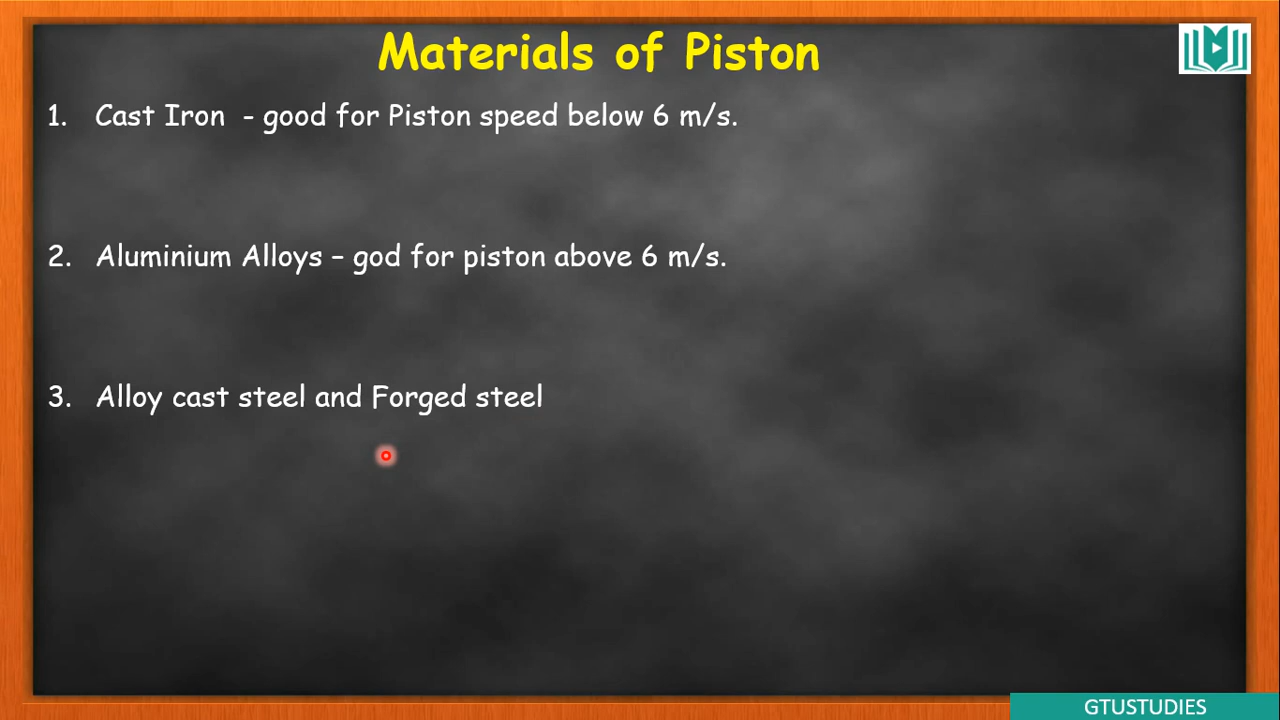 Materials of Piston
1. Cast Iron - good for Piston speed below 6 m/s.
2. Aluminium Alloys – god for piston above 6 m/s.
3. Alloy cast steel and Forged steel
GTUSTUDIES